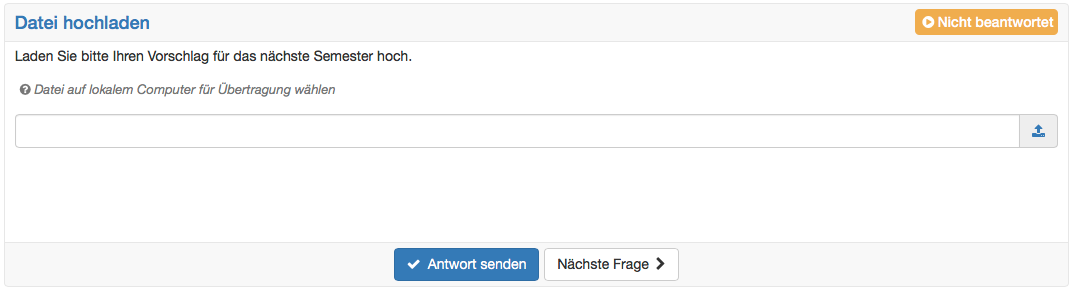 Datei hochladen
Nicht beantwortet
Laden Sie bitte Ihren Vorschlag für das nächste Semester hoch.
Datei auf lokalem Computer für Übertragung wählen
Antwort senden
Nächste Frage